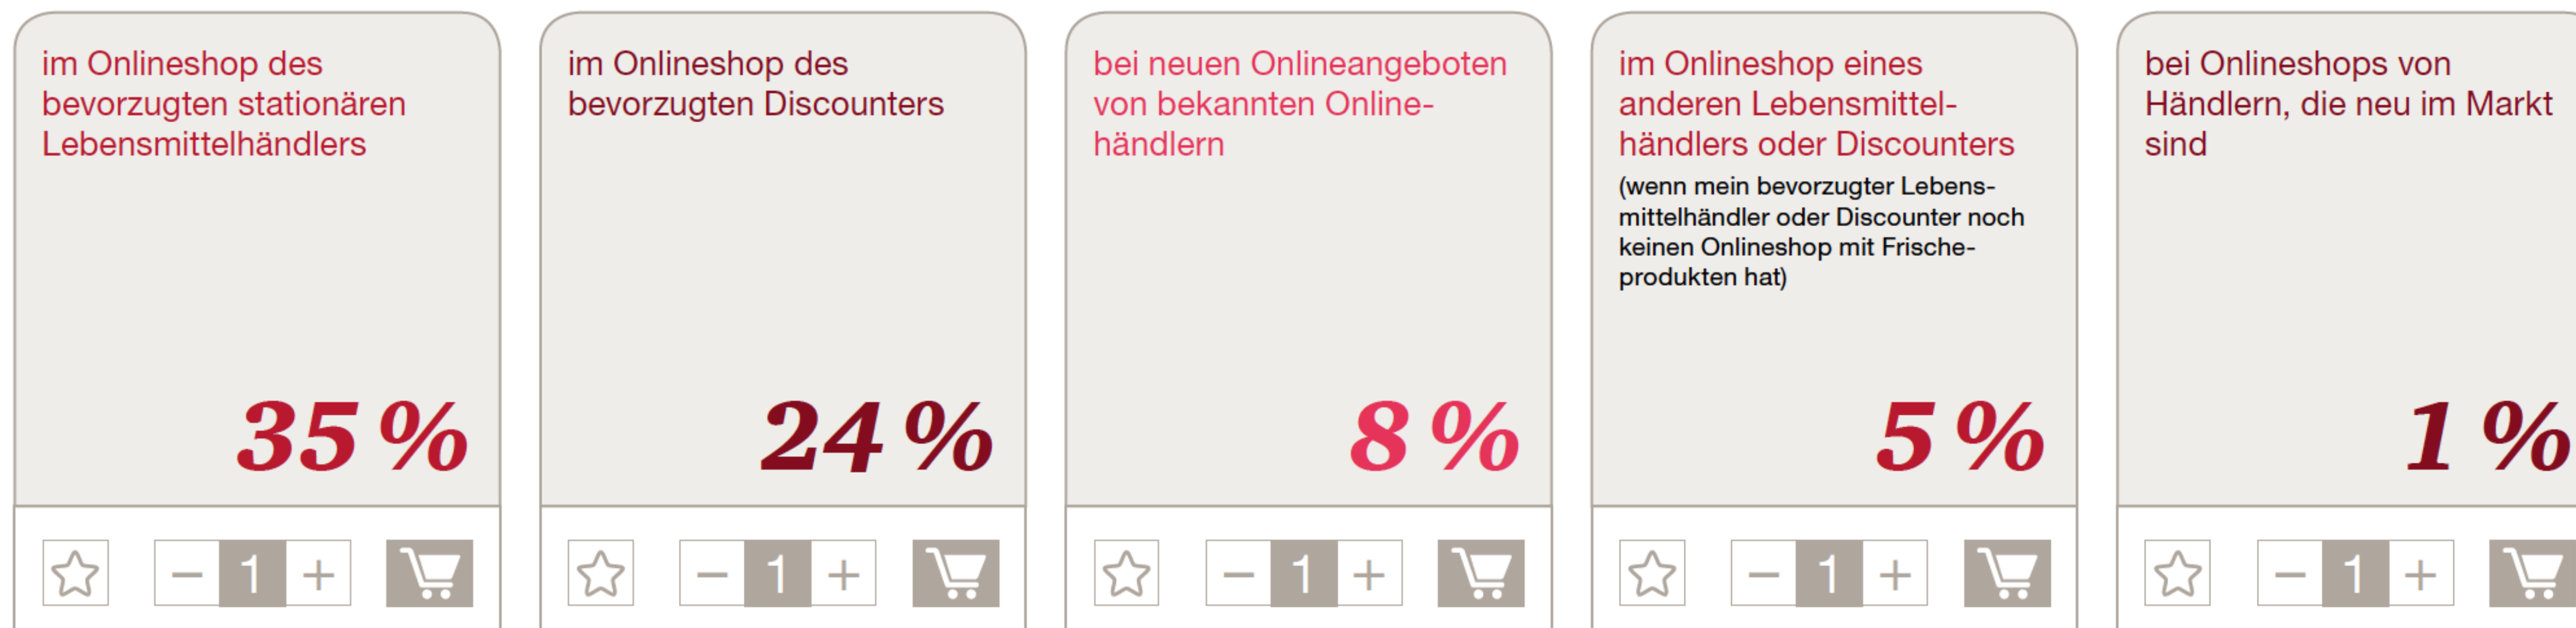 im Onlineshop des
bevorzugten stationären
Lebensmittelhändlers
35 %
− 1 +
im Onlineshop des
bevorzugten Discounters
24 %
− 1 +
bei neuen Onlineangeboten
von bekannten Online-
händlern
8 %
− 1 +
im Onlineshop eines
anderen Lebensmittel-
händlers oder Discounters
(wenn mein bevorzugter Lebens-
mittelhändler oder Discounter noch
keinen Onlineshop mit Frische-
produkten hat)
5 %
− 1 +
bei Onlineshops von
Händlern, die neu im Markt
sind
1 %
− 1 +